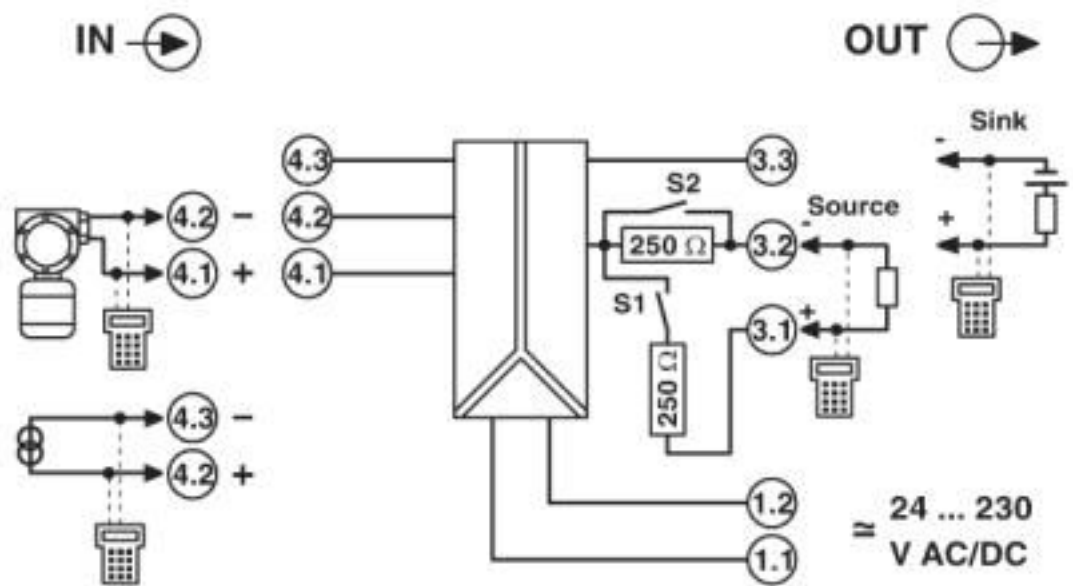 IN
OUT
Sink
-
+
4.3
4.2
4.1
3.3
S2
250 Ω
3.2
Source
-
4.2 -
4.1 +
S1
250 Ω
3.1
+
4.3 -
4.2 +
1.2
1.1
≅ 24 ... 230
V AC/DC